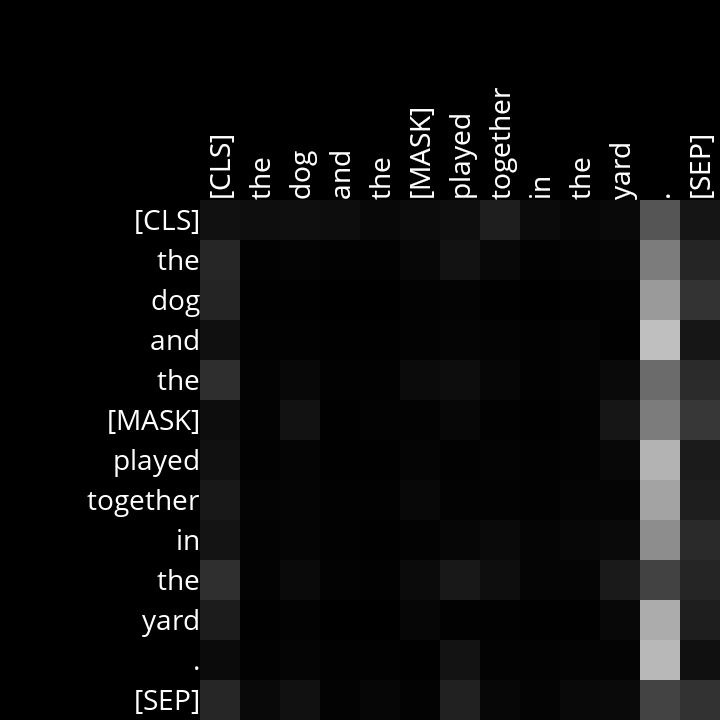 [CLS] the dog and the [MASK] played together in the yard . [SEP]
[CLS]
the
dog
and
the
[MASK]
played
together
in
the
yard
.
[SEP]